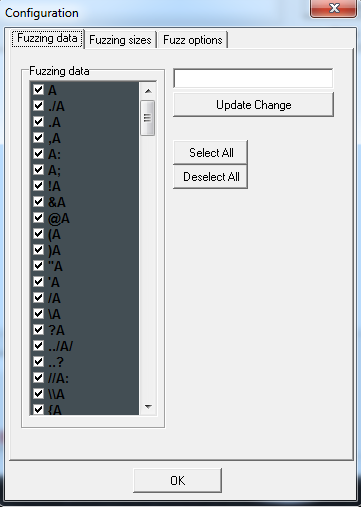 Configuration
Fuzzing data Fuzzing sizes Fuzz options
Fuzzing data
A
./A
.A
,A
A:
A;
!A
&A
@A
(A
)A
"A
'A
/A
\A
?A
../A/
..?
//A:
\\A
{A
Update Change
Select All
Deselect All
OK